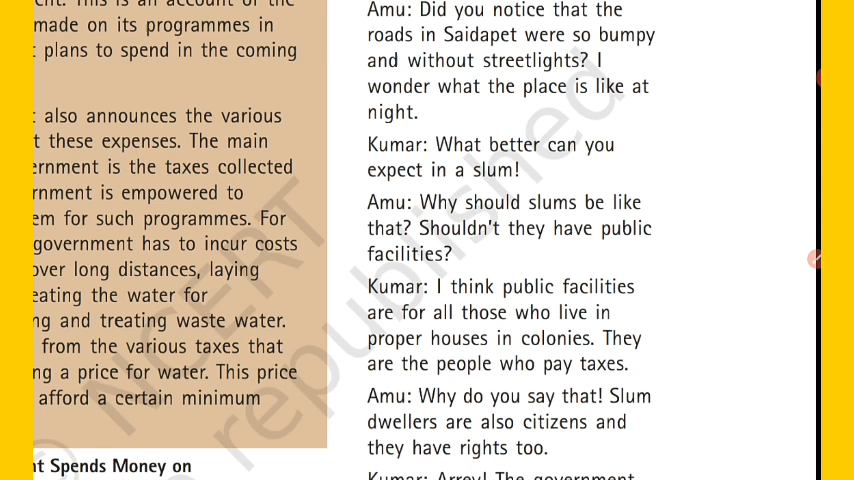 made on its programmes in
plans to spend in the coming
also announces the various
these expenses. The main
is the taxes collected
is empowered to
for such programmes. For
government has to incur costs
over long distances, laying
the water for
and treating waste water.
from the various taxes that
a price for water. This price
afford a certain minimum
Spends Money on
Amu: Did you notice that the
roads in Saidapet were so bumpy
and without streetlights? I
wonder what the place is like at
night.
Kumar: What better can you
expect in a slum!
Amu: Why should slums be like
that? Shouldn't they have public
facilities?
Kumar: I think public facilities
are for all those who live in
proper houses in colonies. They
are the people who pay taxes.
Amu: Why do you say that! Slum
dwellers are also citizens and
they have rights too.
Kumar: Arrey! The government
© NCERT
republished